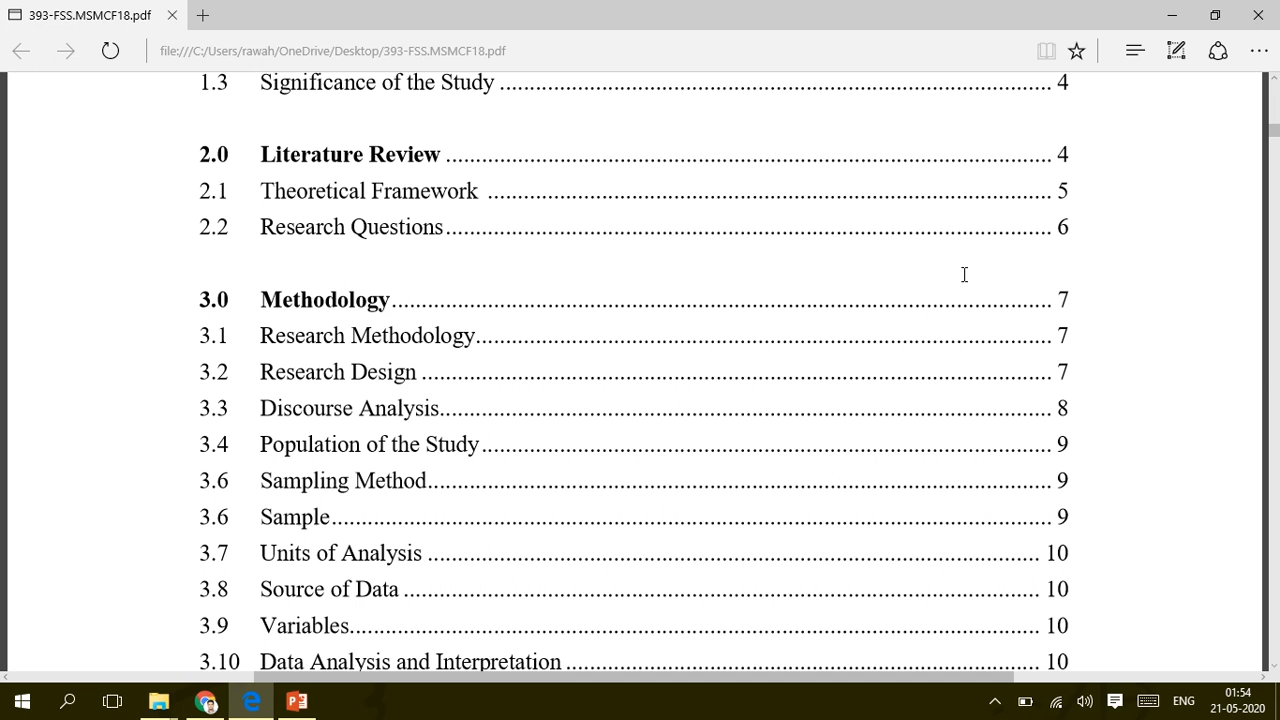 393-FSS.MSMCF18.pdf
file:///C:/Users/rawah/OneDrive/Desktop/393-FSS.MSMCF18.pdf
1.3 Significance of the Study ................................................................ 4
2.0 Literature Review ................................................................ 4
2.1 Theoretical Framework ................................................................ 5
2.2 Research Questions ................................................................ 6
3.0 Methodology ................................................................ 7
3.1 Research Methodology ................................................................ 7
3.2 Research Design ................................................................ 7
3.3 Discourse Analysis ................................................................ 8
3.4 Population of the Study ................................................................ 9
3.6 Sampling Method ................................................................ 9
3.6 Sample ................................................................ 9
3.7 Units of Analysis ................................................................ 10
3.8 Source of Data ................................................................ 10
3.9 Variables ................................................................ 10
3.10 Data Analysis and Interpretation ................................................................ 10
ENG
01:54
21-05-2020